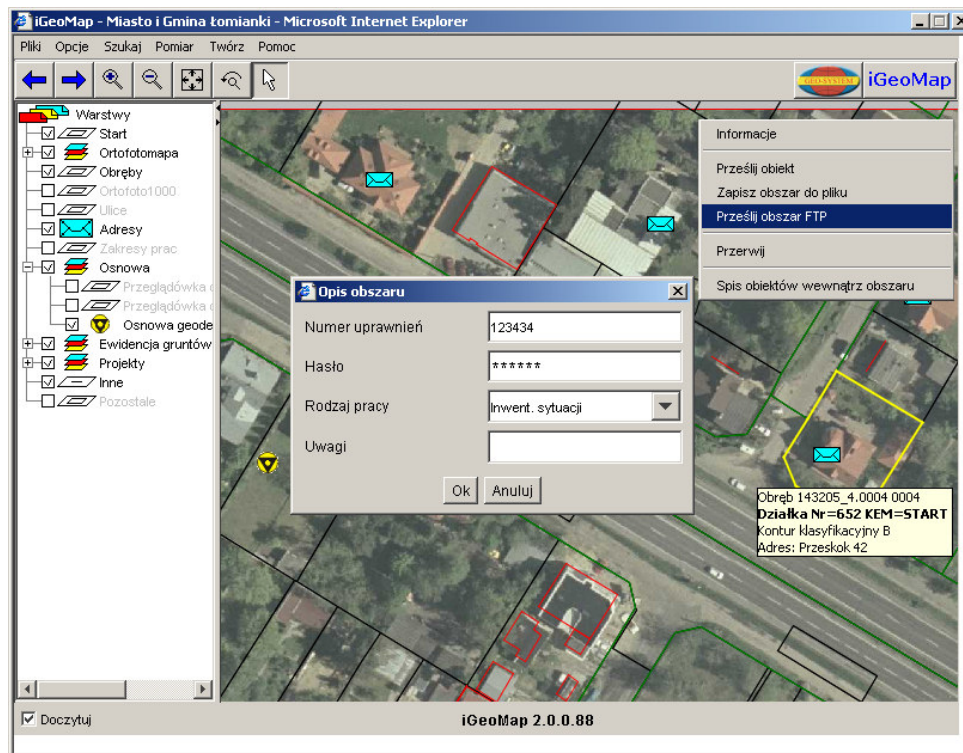 iGeoMap - Miasto i Gmina Łomianki - Microsoft Internet Explorer
Pliki Opcje Szukaj Pomiar Twórz Pomoc
GEO-SYSTEM iGeoMap
Warstwy
Start
Ortofotomapa
Obręby
Ortofoto1000
Ulice
Adresy
Zakresy prac
Osnowa
Przeglądówka
Przeglądówka
Osnowa geode
Ewidencja gruntów
Projekty
Inne
Pozostale
Informacje
Prześlij obiekt
Zapisz obszar do pliku
Prześlij obszar FTP
Przerwij
Spis obiektów wewnątrz obszaru
Opis obszaru
Numer uprawnień 123434
Hasło ******
Rodzaj pracy Inwent. sytuacji
Uwagi
Ok Anuluj
Obręb 143205_4.0004 0004
Działka Nr=652 KEM=START
Kontur klasyfikacyjny B
Adres: Przeskok 42
Doczytuj
iGeoMap 2.0.0.88